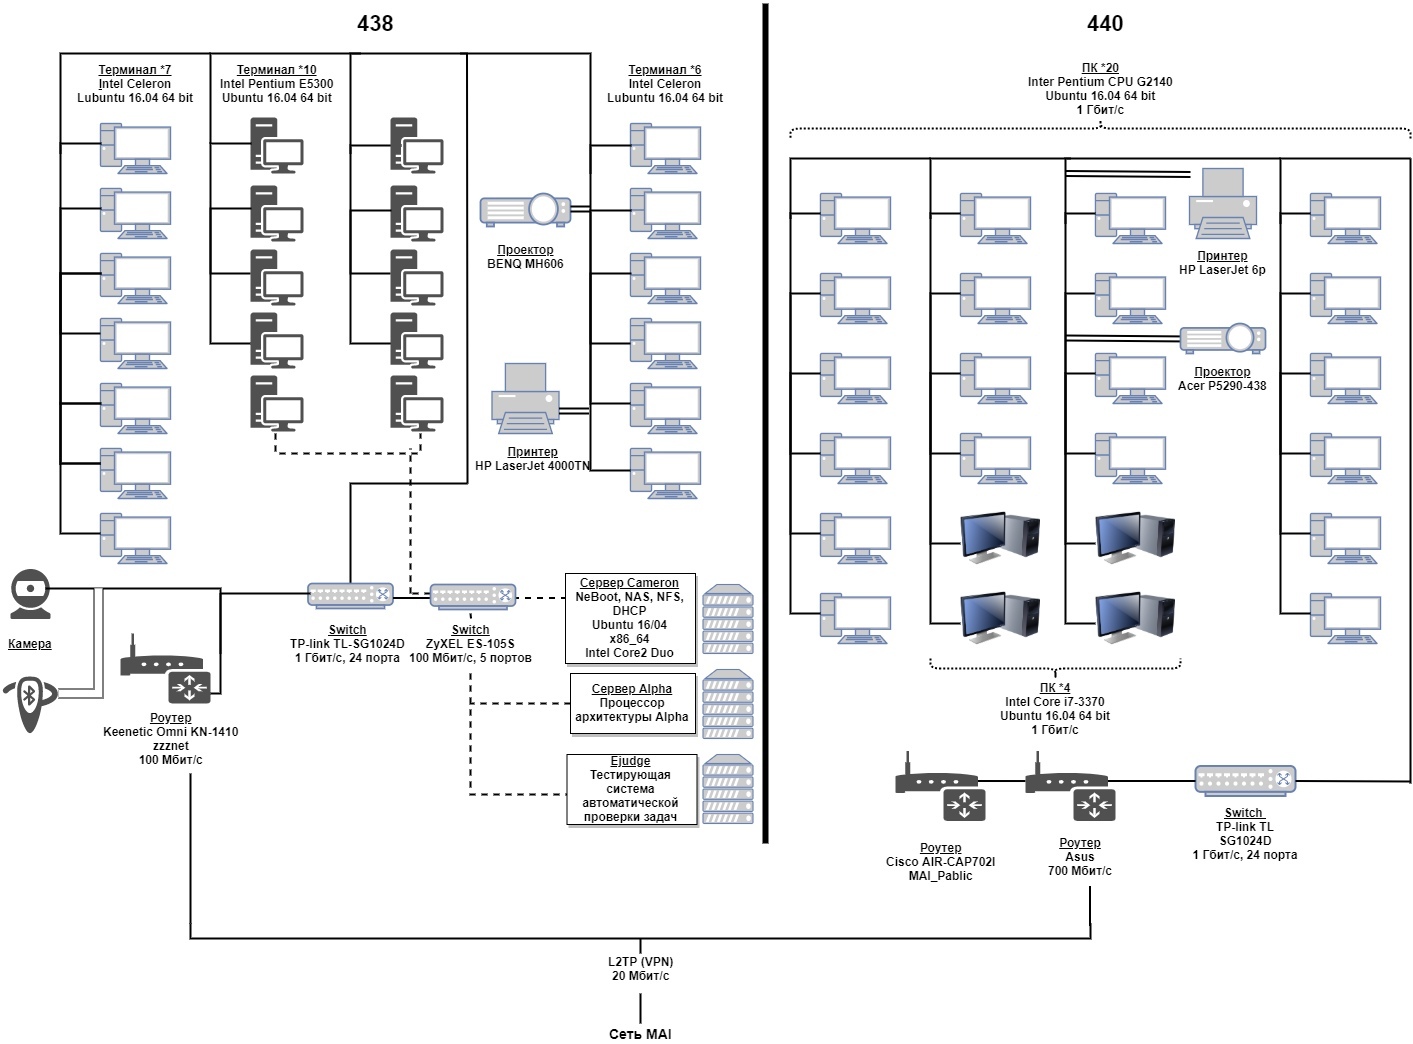 438
440
Терминал *7
Intel Celeron
Lubuntu 16.04 64 bit
Терминал *10
Intel Pentium E5300
Ubuntu 16.04 64 bit
Терминал *6
Intel Celeron
Lubuntu 16.04 64 bit
Проектор
BENQ MH606
Принтер
HP LaserJet 4000TN
Камера
Роутер
Keenetic Omni KN-1410
zzznet
100 Мбит/с
Switch
TP-link TL-SG1024D
1 Гбит/с, 24 порта
Switch
ZyXEL ES-105S
100 Мбит/с, 5 портов
Сервер Cameron
NeBoot, NAS, NFS,
DHCP
Ubuntu 16/04
x86_64
Intel Core2 Duo
Сервер Alpha
Процессор
архитектуры Alpha
Ejudge
Тестирующая
система
автоматической
проверки задач
ПК *20
Inter Pentium CPU G2140
Ubuntu 16.04 64 bit
1 Гбит/с
Принтер
HP LaserJet 6p
Проектор
Acer P5290-438
ПК *4
Intel Core i7-3370
Ubuntu 16.04 64 bit
1 Гбит/с
Роутер
Cisco AIR-CAP702I
MAI_Pablic
Роутер
Asus
700 Мбит/с
Switch
TP-link TL
SG1024D
1 Гбит/с, 24 порта
L2TP (VPN)
20 Мбит/с
Сеть MAI